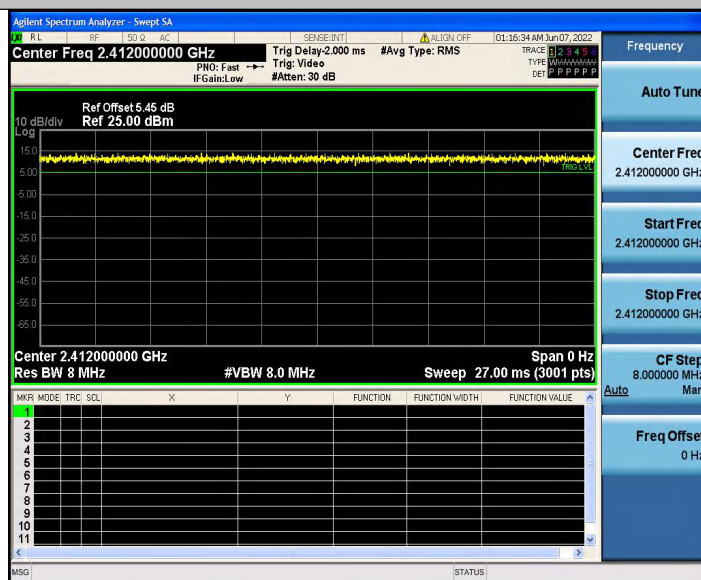 Agilent Spectrum Analyzer - Swept SA
RL RF 50 Ω AC SENSE:INT ALIGN OFF 01:16:34 AM Jun 07, 2022
Center Freq 2.412000000 GHz
PNO: Fast
IFGain:Low
Trig Delay-2.000 ms
Trig: Video
#Atten: 30 dB
#Avg Type: RMS
TRACE 1 2 3 4 5 6
TYPE
DET P P P P P P
Ref Offset 5.45 dB
10 dB/div Ref 25.00 dBm
Log
15.0
5.00
-5.00
-15.0
-25.0
-35.0
-45.0
-55.0
-65.0
TRIG LVL
Center 2.412000000 GHz Span 0 Hz
Res BW 8 MHz #VBW 8.0 MHz Sweep 27.00 ms (3001 pts)
MKR MODE TRC SCL X Y FUNCTION FUNCTION WIDTH FUNCTION VALUE
1
2
3
4
5
6
7
8
9
10
11
MSG STATUS
Frequency
Auto Tune
Center Freq
2.412000000 GHz
Start Freq
2.412000000 GHz
Stop Freq
2.412000000 GHz
CF Step
8.000000 MHz
Auto Man
Freq Offset
0 Hz